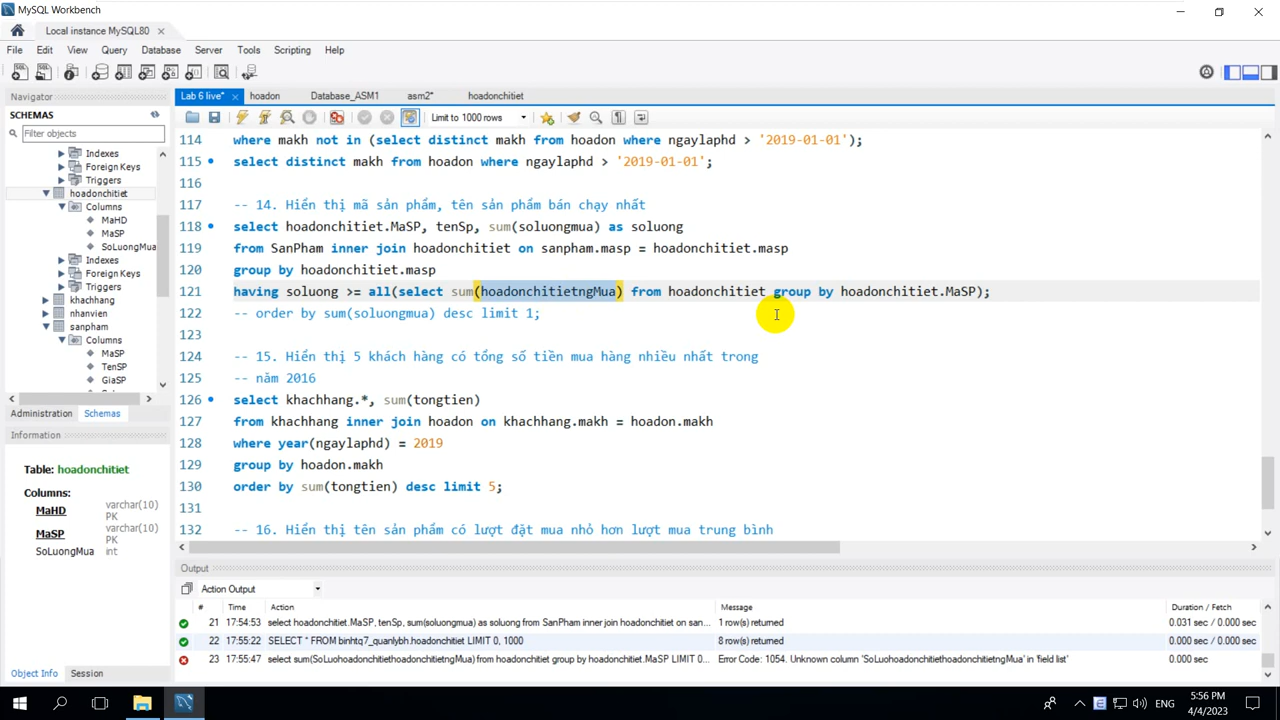 MySQL Workbench
Local instance MySQL80
File Edit View Query Database Server Tools Scripting Help
Navigator
Lab 6 live* hoadon Database_ASM1 asm2* hoadonchitiet
SCHEMAS
Limit to 1000 rows
Filter objects
Indexes
Foreign Keys
Triggers
hoadonchitiet
Columns
MaHD
MaSP
SoLuongMua
Indexes
Foreign Keys
Triggers
khachhang
nhanvien
sanpham
Columns
MaSP
TenSP
GiaSP
Administration Schemas
Information
Table: hoadonchitiet
Columns:
MaHD varchar(10) PK
MaSP varchar(10) PK
SoLuongMua int
Object Info Session
114 where makh not in (select distinct makh from hoadon where ngaylaphd > '2019-01-01');
115 select distinct makh from hoadon where ngaylaphd > '2019-01-01';
116
117 -- 14. Hiển thị mã sản phẩm, tên sản phẩm bán chạy nhất
118 select hoadonchitiet.MaSP, tenSp, sum(soluongmua) as soluong
119 from SanPham inner join hoadonchitiet on sanpham.masp = hoadonchitiet.masp
120 group by hoadonchitiet.masp
121 having soluong >= all(select sum(hoadonchitietngMua) from hoadonchitiet group by hoadonchitiet.MaSP);
122 -- order by sum(soluongmua) desc limit 1;
123
124 -- 15. Hiển thị 5 khách hàng có tổng số tiền mua hàng nhiều nhất trong
125 -- năm 2016
126 select khachhang.*, sum(tongtien)
127 from khachhang inner join hoadon on khachhang.makh = hoadon.makh
128 where year(ngaylaphd) = 2019
129 group by hoadon.makh
130 order by sum(tongtien) desc limit 5;
131
132 -- 16. Hiển thị tên sản phẩm có lượt đặt mua nhỏ hơn lượt mua trung bình
Output
Action Output
# Time Action Message Duration / Fetch
21 17:54:53 select hoadonchitiet.MaSP, tenSp, sum(soluongmua) as soluong from SanPham inner join hoadonchitiet on san... 1 row(s) returned 0.031 sec / 0.000 sec
22 17:55:22 SELECT * FROM binhtq7_quanlybh.hoadonchitiet LIMIT 0, 1000 8 row(s) returned 0.000 sec / 0.000 sec
23 17:55:47 select sum(SoLuohoadonchitiethoadonchitietngMua) from hoadonchitiet group by hoadonchitiet.MaSP LIMIT 0... Error Code: 1054. Unknown column 'SoLuohoadonchitiethoadonchitietngMua' in 'field list' 0.000 sec
ENG
5:56 PM
4/4/2023